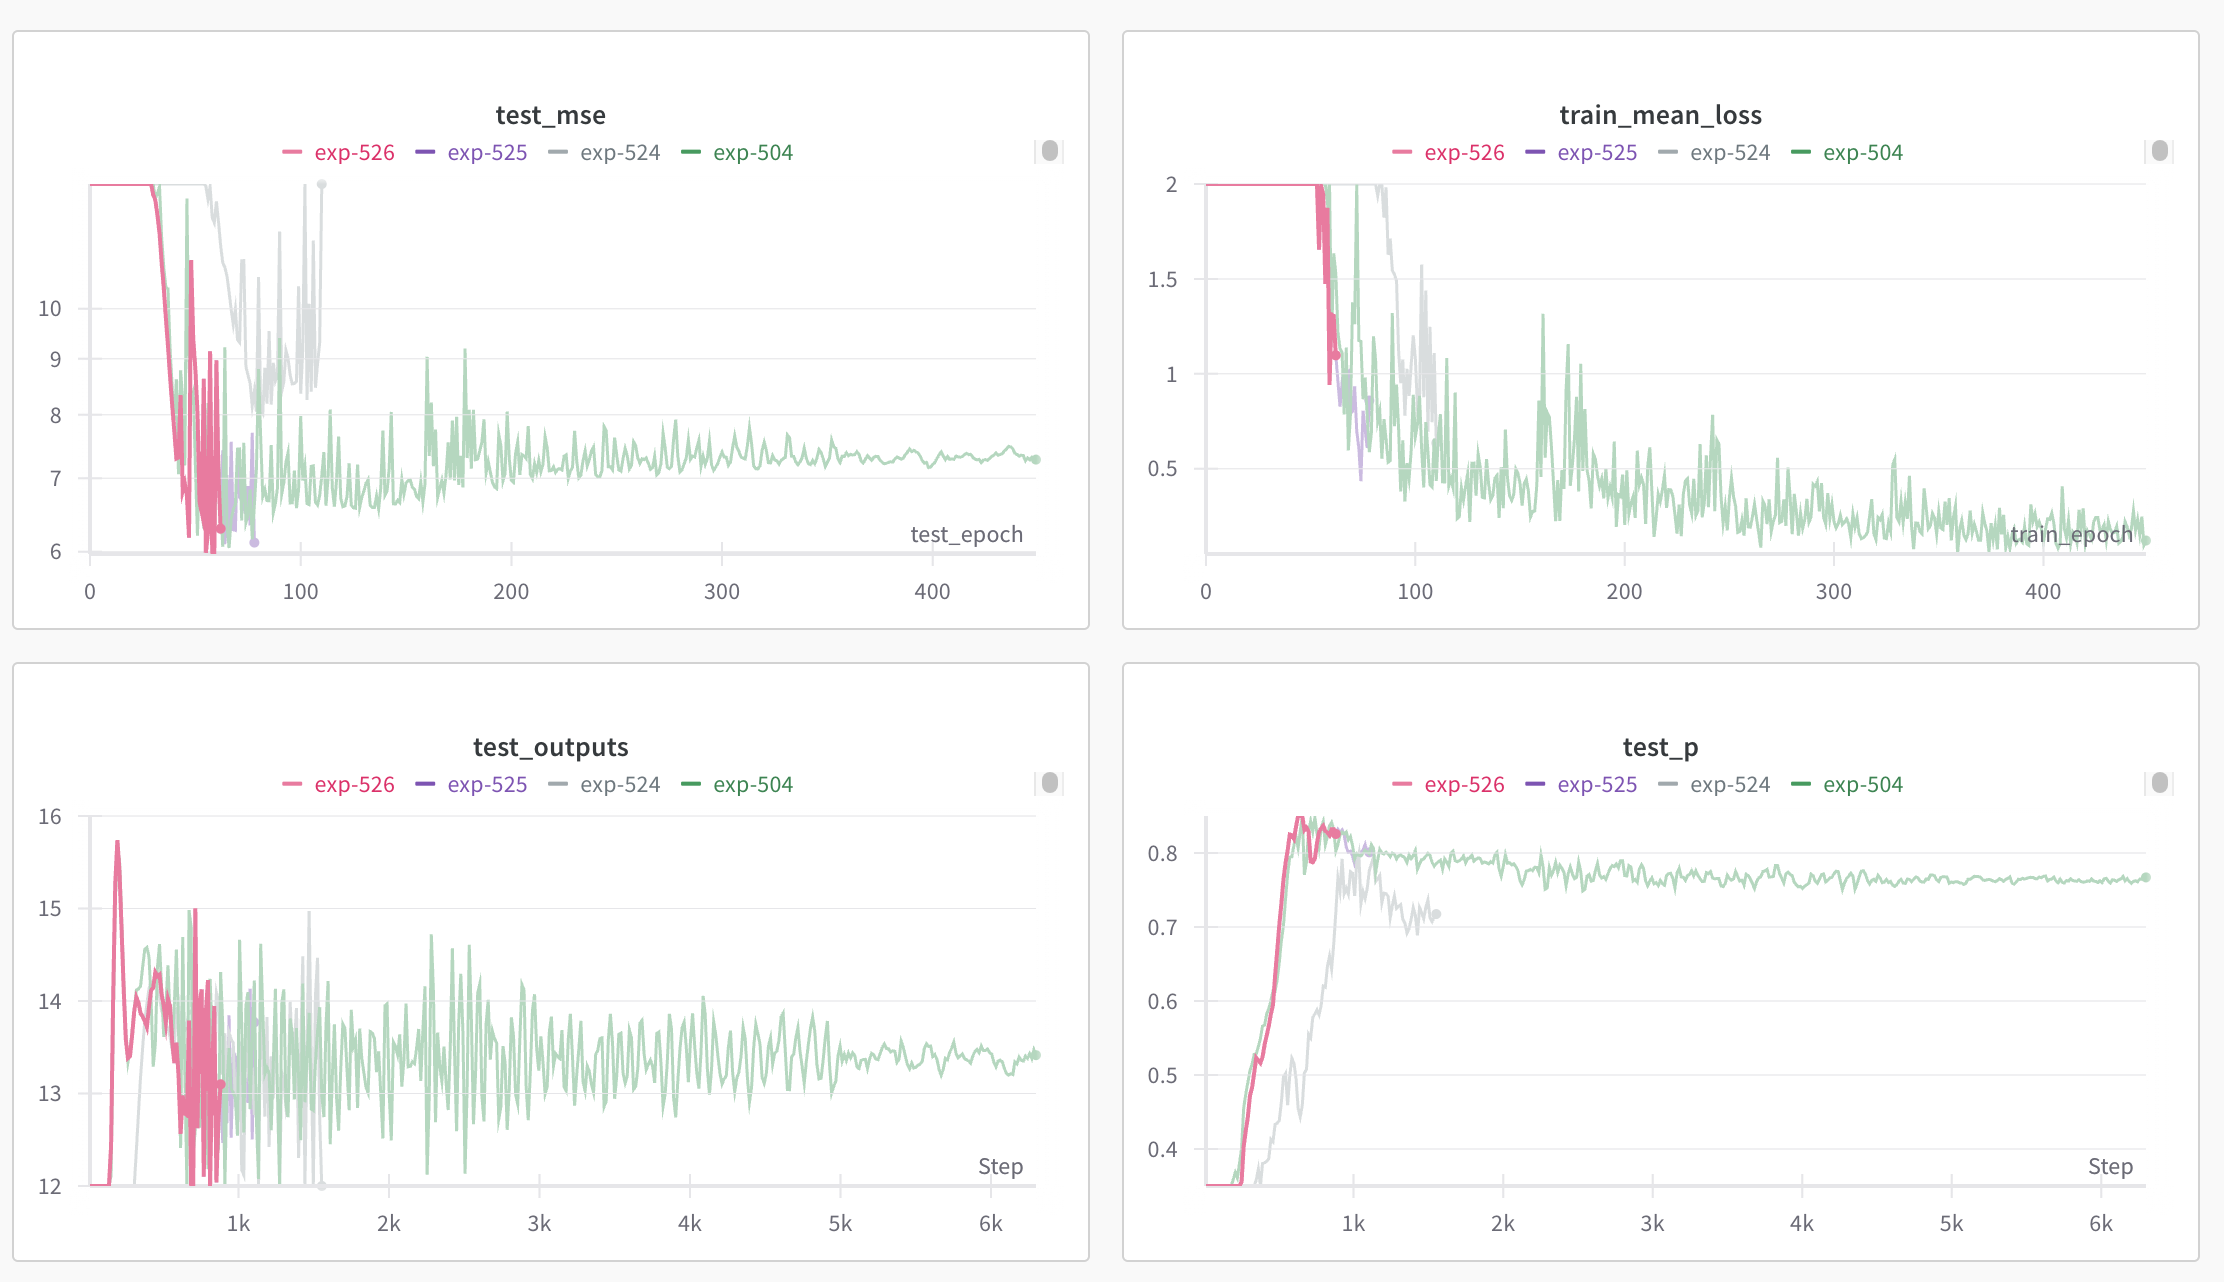 test_mse
exp-526 exp-525 exp-524 exp-504
10
9
8
7
6
test_epoch
0 100 200 300 400
train_mean_loss
exp-526 exp-525 exp-524 exp-504
2
1.5
1
0.5
train_epoch
0 100 200 300 400
test_outputs
exp-526 exp-525 exp-524 exp-504
16
15
14
13
12
Step
1k 2k 3k 4k 5k 6k
test_p
exp-526 exp-525 exp-524 exp-504
0.8
0.7
0.6
0.5
0.4
Step
1k 2k 3k 4k 5k 6k